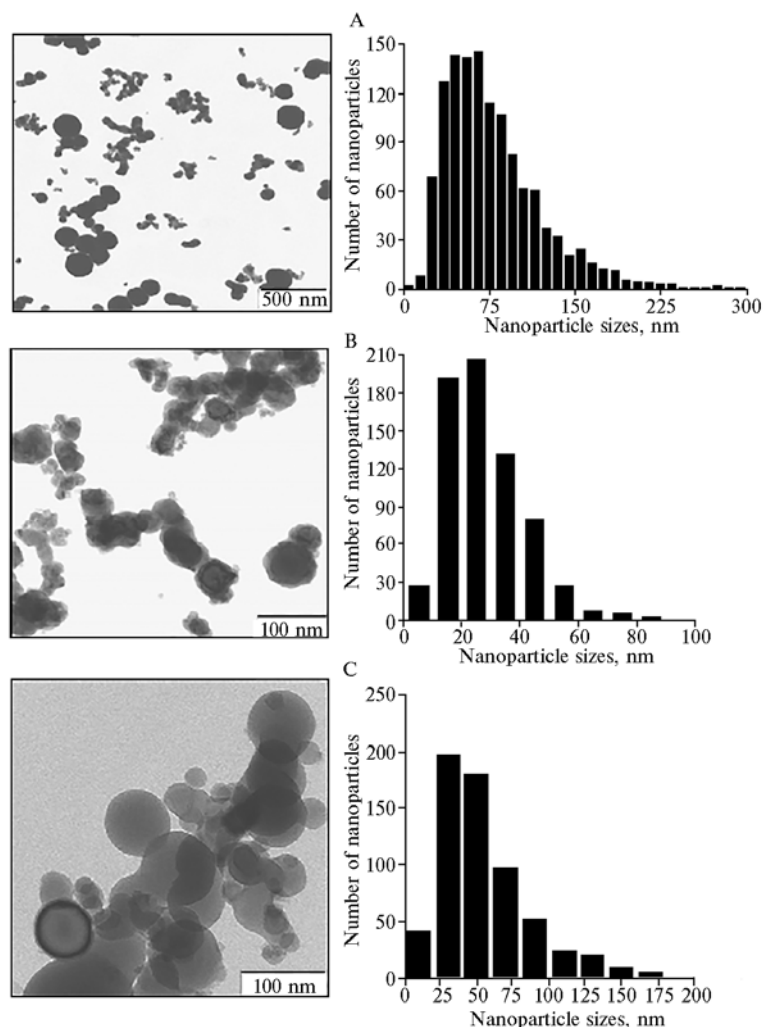 A
500 nm
Number of nanoparticles
150
120
90
60
30
0
0 75 150 225 300
Nanoparticle sizes, nm
B
100 nm
Number of nanoparticles
210
180
150
120
90
60
30
0
0 20 40 60 80 100
Nanoparticle sizes, nm
C
100 nm
Number of nanoparticles
250
200
150
100
50
0
0 25 50 75 100 125 150 175 200
Nanoparticle sizes, nm